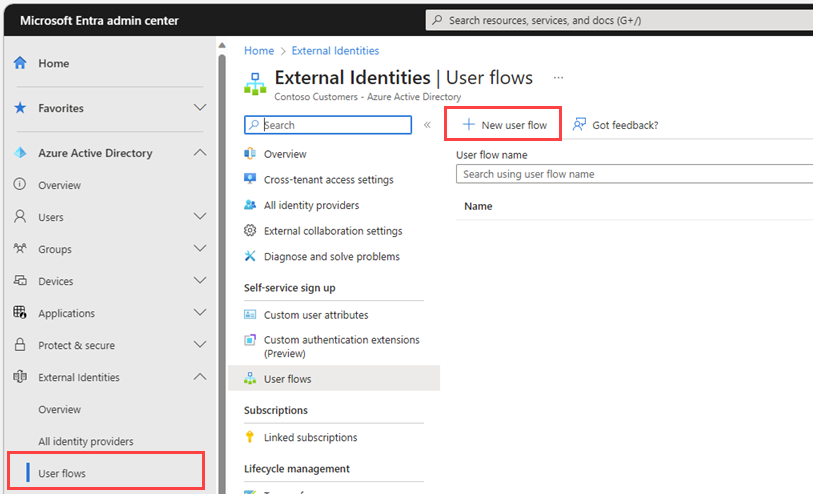 Microsoft Entra admin center
Search resources, services, and docs (G+/)
Home
Favorites
Azure Active Directory
Overview
Users
Groups
Devices
Applications
Protect & secure
External Identities
Overview
All identity providers
User flows
Home > External Identities
External Identities | User flows ...
Contoso Customers - Azure Active Directory
Search
Overview
Cross-tenant access settings
All identity providers
External collaboration settings
Diagnose and solve problems
Self-service sign up
Custom user attributes
Custom authentication extensions
(Preview)
User flows
Subscriptions
Linked subscriptions
Lifecycle management
New user flow
Got feedback?
User flow name
Search using user flow name
Name